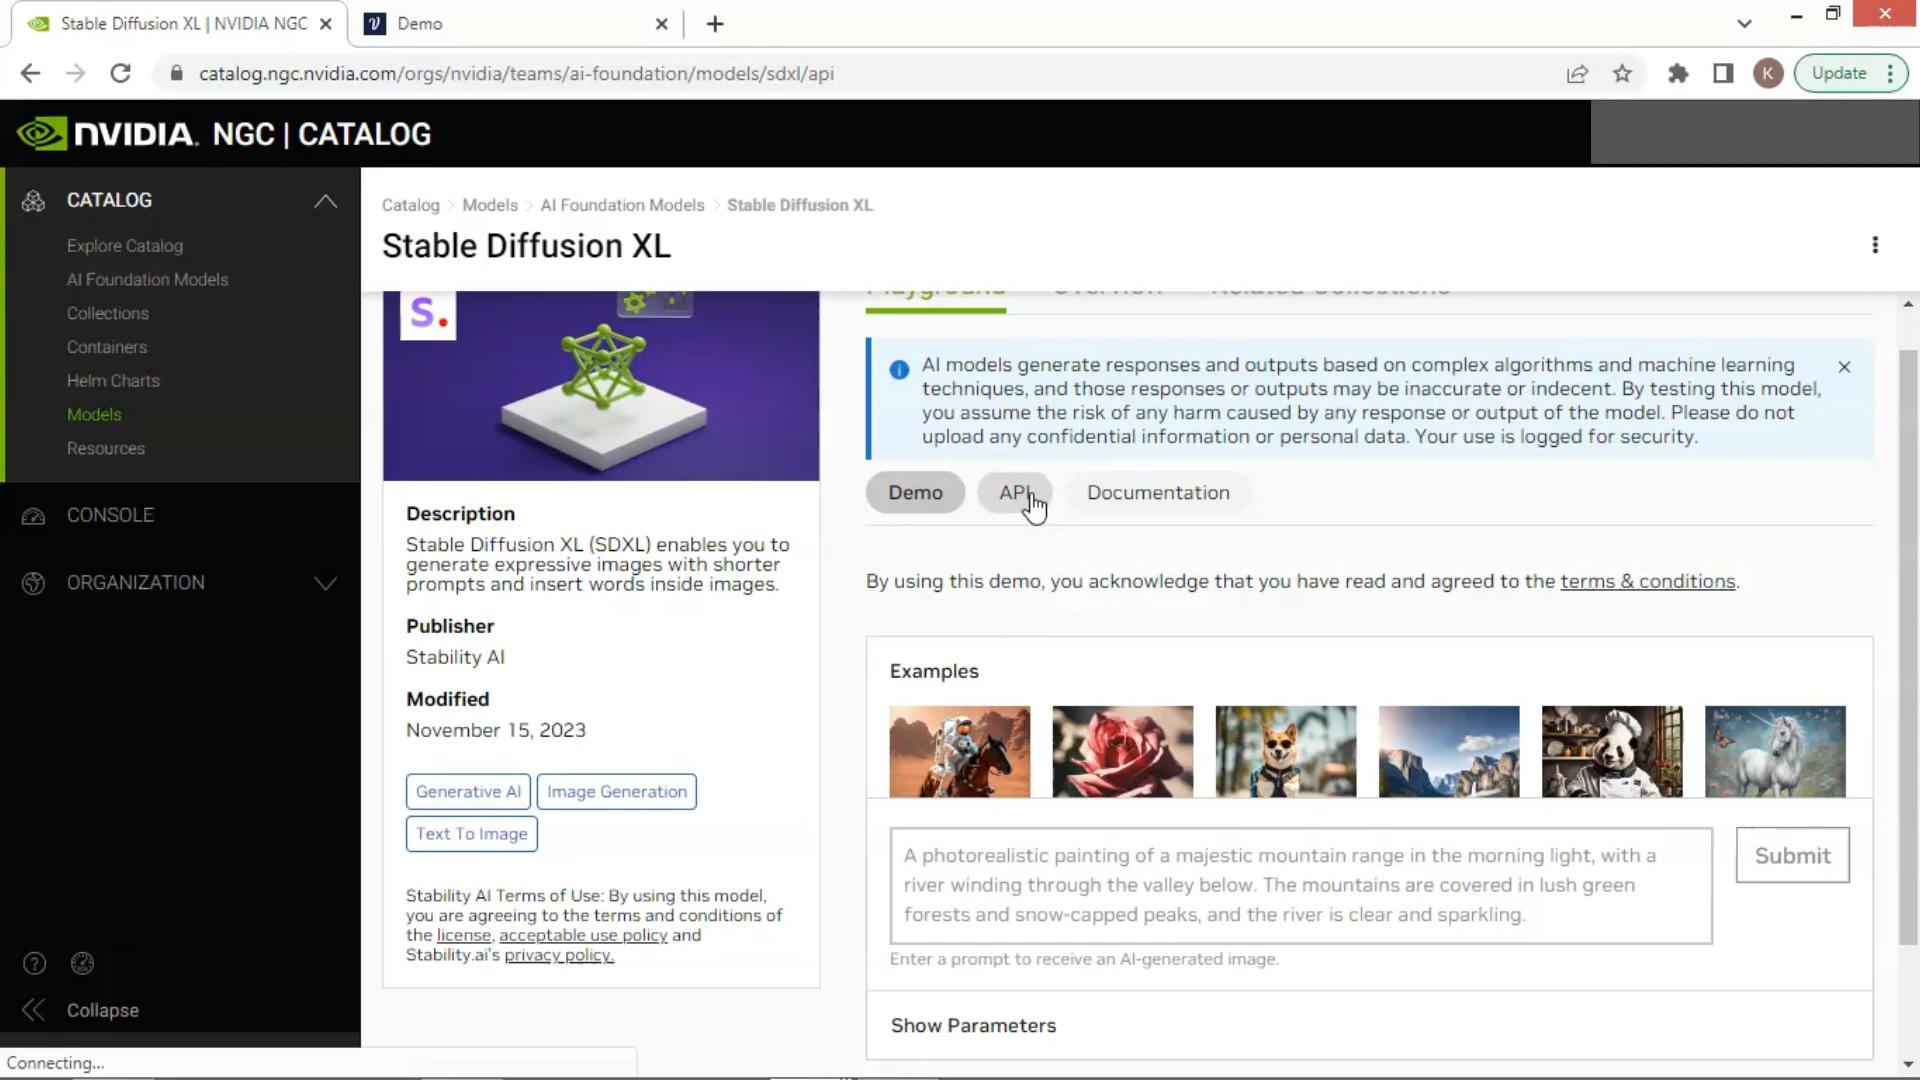 Stable Diffusion XL | NVIDIA NGC
Demo
catalog.ngc.nvidia.com/orgs/nvidia/teams/ai-foundation/models/sdxl/api
K
Update
NVIDIA. NGC | CATALOG
CATALOG
Explore Catalog
AI Foundation Models
Collections
Containers
Helm Charts
Models
Resources
CONSOLE
ORGANIZATION
Collapse
Connecting...
Catalog > Models > AI Foundation Models > Stable Diffusion XL
Stable Diffusion XL
S.
Description
Stable Diffusion XL (SDXL) enables you to
generate expressive images with shorter
prompts and insert words inside images.
Publisher
Stability AI
Modified
November 15, 2023
Generative AI
Image Generation
Text To Image
Stability AI Terms of Use: By using this model,
you are agreeing to the terms and conditions of
the license, acceptable use policy and
Stability.ai's privacy policy.
Playground
Overview
Related Collections
AI models generate responses and outputs based on complex algorithms and machine learning
techniques, and those responses or outputs may be inaccurate or indecent. By testing this model,
you assume the risk of any harm caused by any response or output of the model. Please do not
upload any confidential information or personal data. Your use is logged for security.
Demo
API
Documentation
By using this demo, you acknowledge that you have read and agreed to the terms & conditions.
Examples
A photorealistic painting of a majestic mountain range in the morning light, with a
river winding through the valley below. The mountains are covered in lush green
forests and snow-capped peaks, and the river is clear and sparkling.
Submit
Enter a prompt to receive an AI-generated image.
Show Parameters